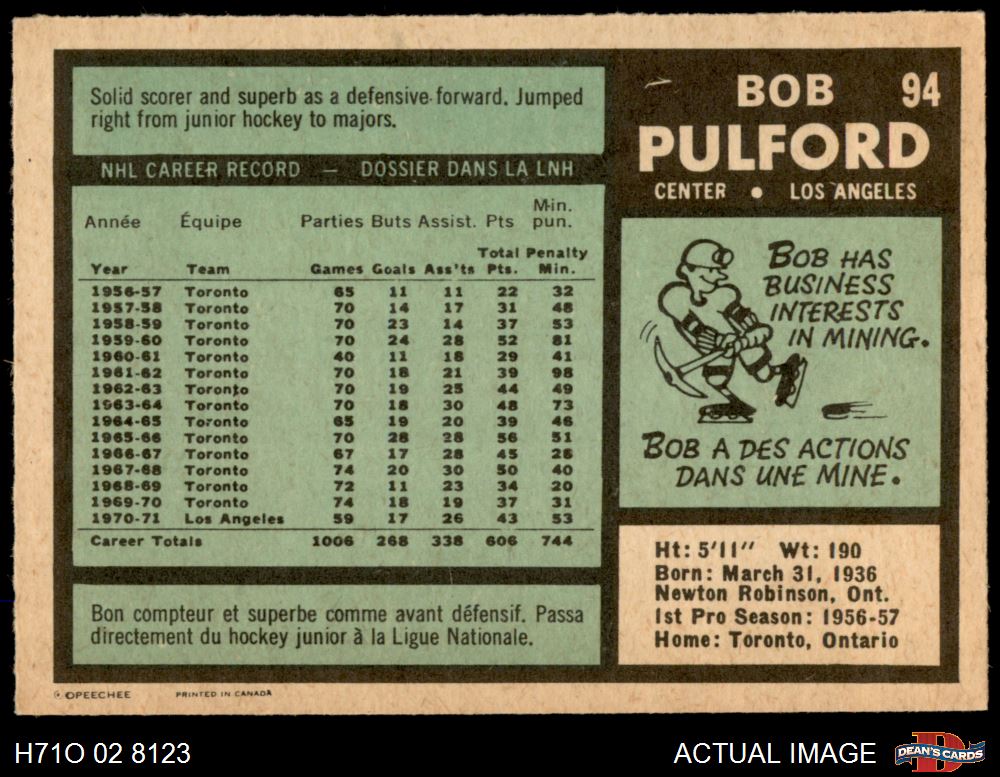 Solid scorer and superb as a defensive forward. Jumped
right from junior hockey to majors.
NHL CAREER RECORD — DOSSIER DANS LA LNH
Année Équipe Parties Buts Assist. Pts Min. pun.
Year Team Games Goals Ass'ts Total Pts. Penalty Min.
1956-57 Toronto 65 11 11 22 32
1957-58 Toronto 70 14 17 31 48
1958-59 Toronto 70 23 14 37 53
1959-60 Toronto 70 24 28 52 81
1960-61 Toronto 40 11 18 29 41
1961-62 Toronto 70 18 21 39 98
1962-63 Toronto 70 19 25 44 49
1963-64 Toronto 70 18 30 48 73
1964-65 Toronto 65 19 20 39 46
1965-66 Toronto 70 28 28 56 51
1966-67 Toronto 67 17 28 45 28
1967-68 Toronto 74 20 30 50 40
1968-69 Toronto 72 11 23 34 20
1969-70 Toronto 74 18 19 37 31
1970-71 Los Angeles 59 17 26 43 53
Career Totals 1006 268 338 606 744
Bon compteur et superbe comme avant défensif. Passa
directement du hockey junior à la Ligue Nationale.
BOB 94
PULFORD
CENTER • LOS ANGELES
BOB HAS
BUSINESS
INTERESTS
IN MINING.
BOB A DES ACTIONS
DANS UNE MINE.
Ht: 5'11" Wt: 190
Born: March 31, 1936
Newton Robinson, Ont.
1st Pro Season: 1956-57
Home: Toronto, Ontario
© OPEECHEE PRINTED IN CANADA
H71O 02 8123 ACTUAL IMAGE
DEAN'S CARDS